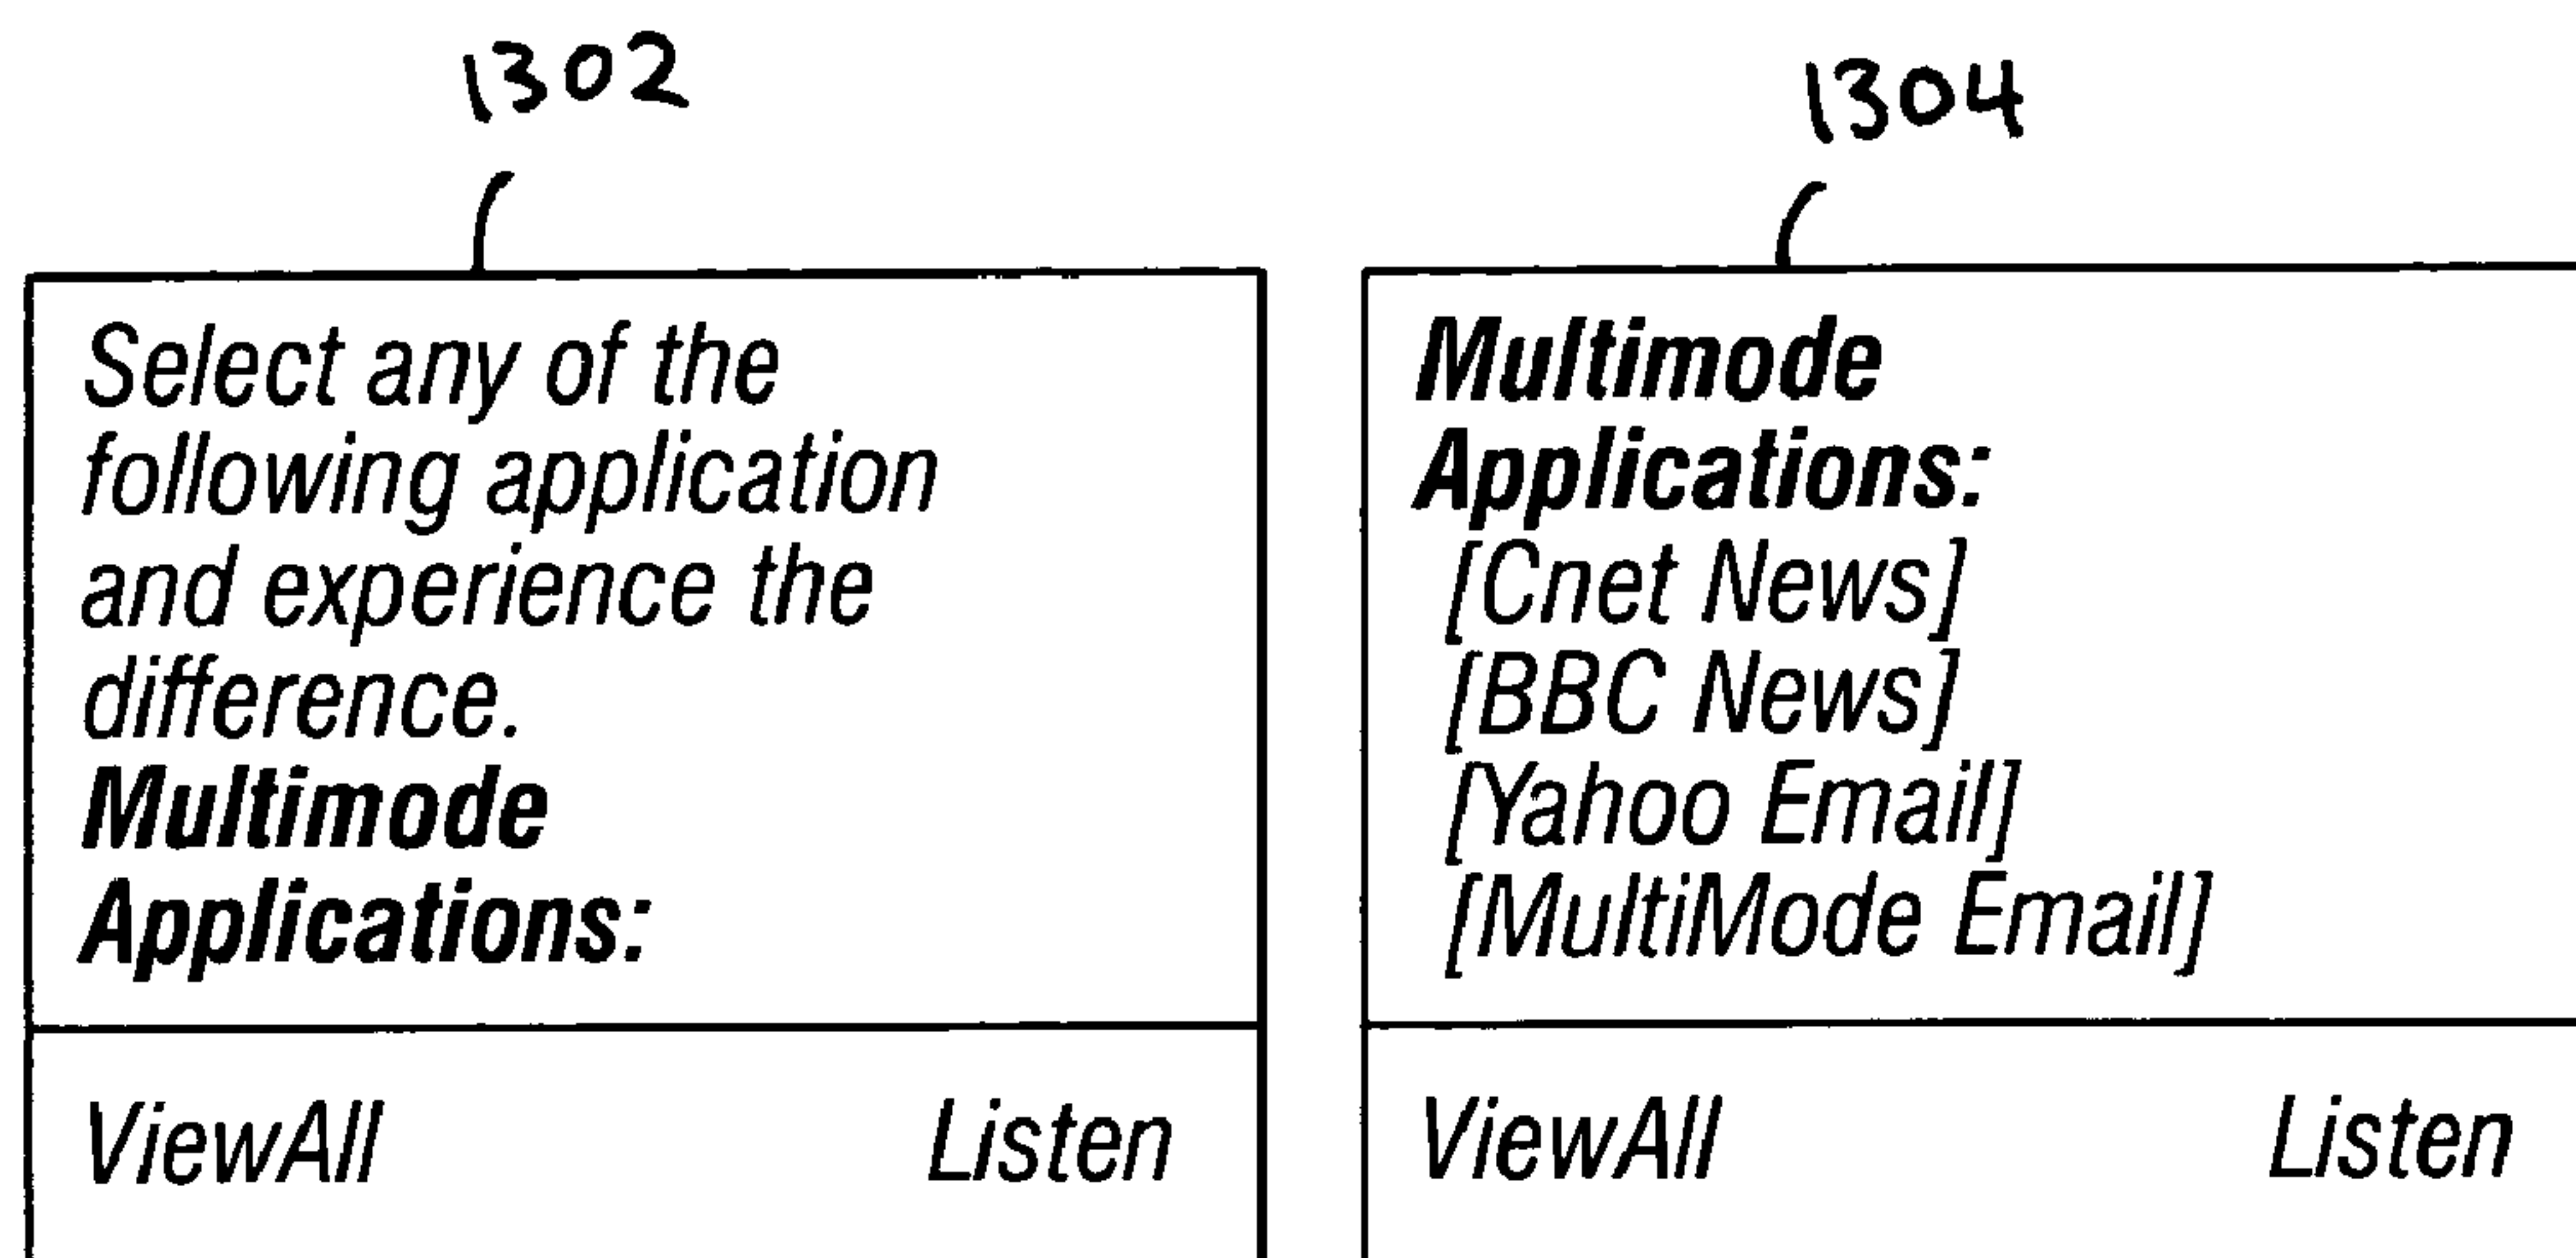 1302
1304
Select any of the
following application
and experience the
difference.
Multimode
Applications:
ViewAll Listen
Multimode
Applications:
[Cnet News]
[BBC News]
[Yahoo Email]
[MultiMode Email]
ViewAll Listen